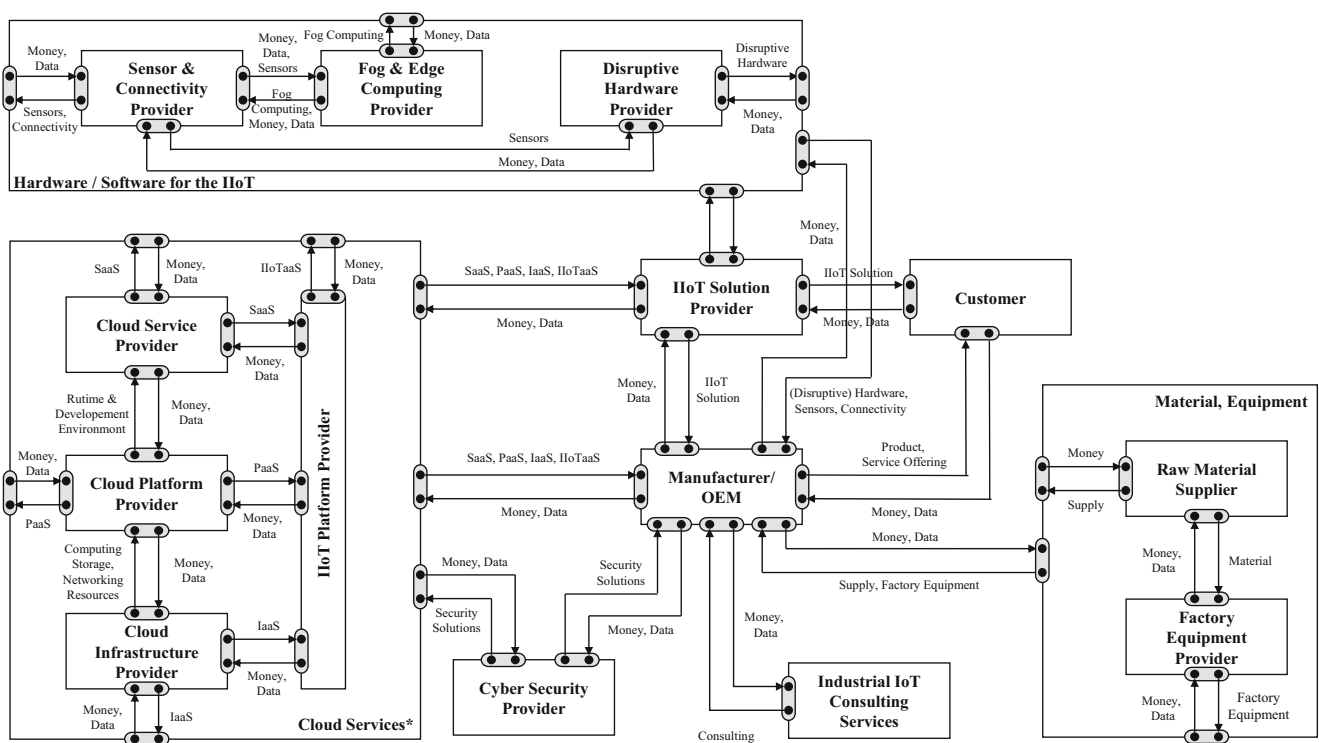 Fog Computing
Money, Data
Money,
Data
Sensors,
Connectivity
Sensor &
Connectivity
Provider
Money,
Data,
Sensors
Fog
Computing,
Money, Data
Fog & Edge
Computing
Provider
Disruptive
Hardware
Provider
Disruptive
Hardware
Money,
Data
Sensors
Money, Data
Hardware / Software for the IIoT
SaaS
Money,
Data
IIoTaaS
Money,
Data
Cloud Service
Provider
SaaS
Money,
Data
Rutime &
Developement
Environment
Money,
Data
Money,
Data
PaaS
Cloud Platform
Provider
PaaS
Money,
Data
IIoT Platform Provider
Computing
Storage,
Networking
Resources
Money,
Data
Cloud
Infrastructure
Provider
IaaS
Money,
Data
Money,
Data
IaaS
Cloud Services*
SaaS, PaaS, IaaS, IIoTaaS
Money, Data
IIoT Solution
Provider
Money,
Data
IIoT Solution
Money, Data
Customer
Money,
Data
IIoT
Solution
(Disruptive) Hardware,
Sensors, Connectivity
SaaS, PaaS, IaaS, IIoTaaS
Money, Data
Manufacturer/
OEM
Product,
Service Offering
Money, Data
Money, Data
Supply, Factory Equipment
Money, Data
Security
Solutions
Security
Solutions
Money, Data
Money,
Data
Cyber Security
Provider
Industrial IoT
Consulting
Services
Consulting
Material, Equipment
Money
Supply
Raw Material
Supplier
Money,
Data
Material
Factory
Equipment
Provider
Money,
Data
Factory
Equipment